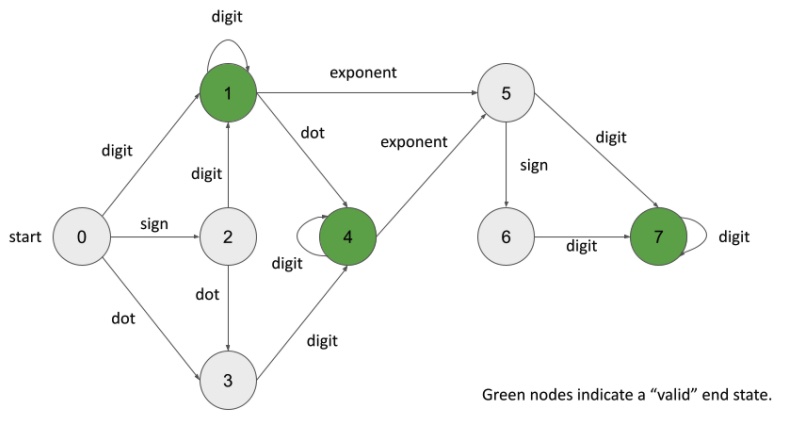 digit
1
exponent
5
dot
exponent
digit
digit
digit
sign
start
0
sign
2
4
6
digit
7
digit
digit
dot
dot
digit
3
Green nodes indicate a “valid” end state.